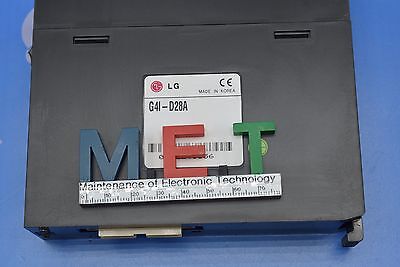 LG
CE
MADE IN KOREA
G4I-D28A
MET
Maintenance of Electronic Technology